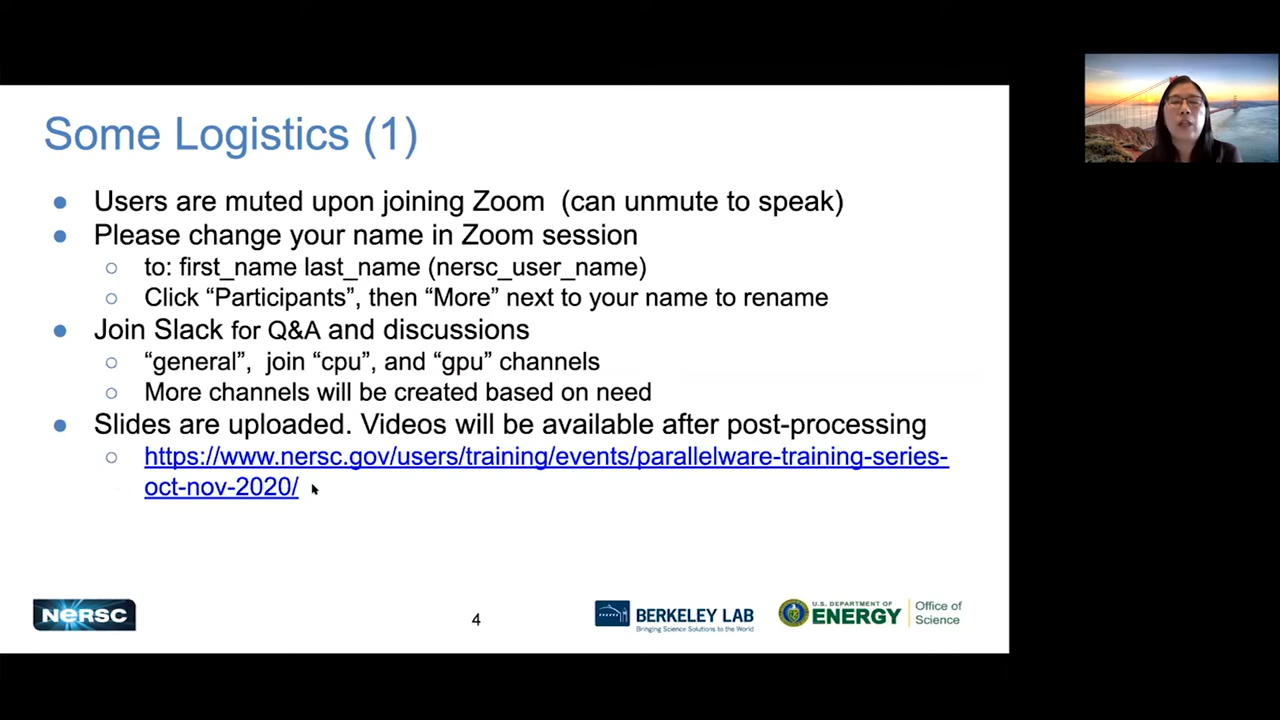 Some Logistics (1)
● Users are muted upon joining Zoom (can unmute to speak)
● Please change your name in Zoom session
○ to: first_name last_name (nersc_user_name)
○ Click “Participants”, then “More” next to your name to rename
● Join Slack for Q&A and discussions
○ “general”, join “cpu”, and “gpu” channels
○ More channels will be created based on need
● Slides are uploaded. Videos will be available after post-processing
○ https://www.nersc.gov/users/training/events/parallelware-training-series-
oct-nov-2020/
NERSC
4
BERKELEY LAB
Bringing Science Solutions to the World
U.S. DEPARTMENT OF
ENERGY
Office of
Science